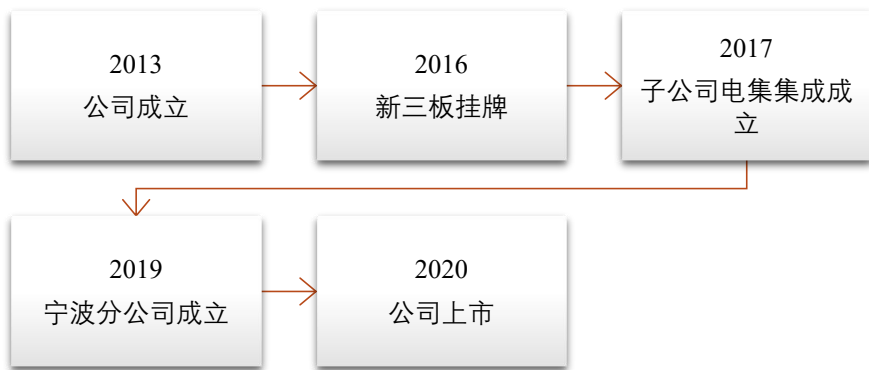 2013
公司成立
2016
新三板挂牌
2017
子公司电集集成成
立
2019
宁波分公司成立
2020
公司上市